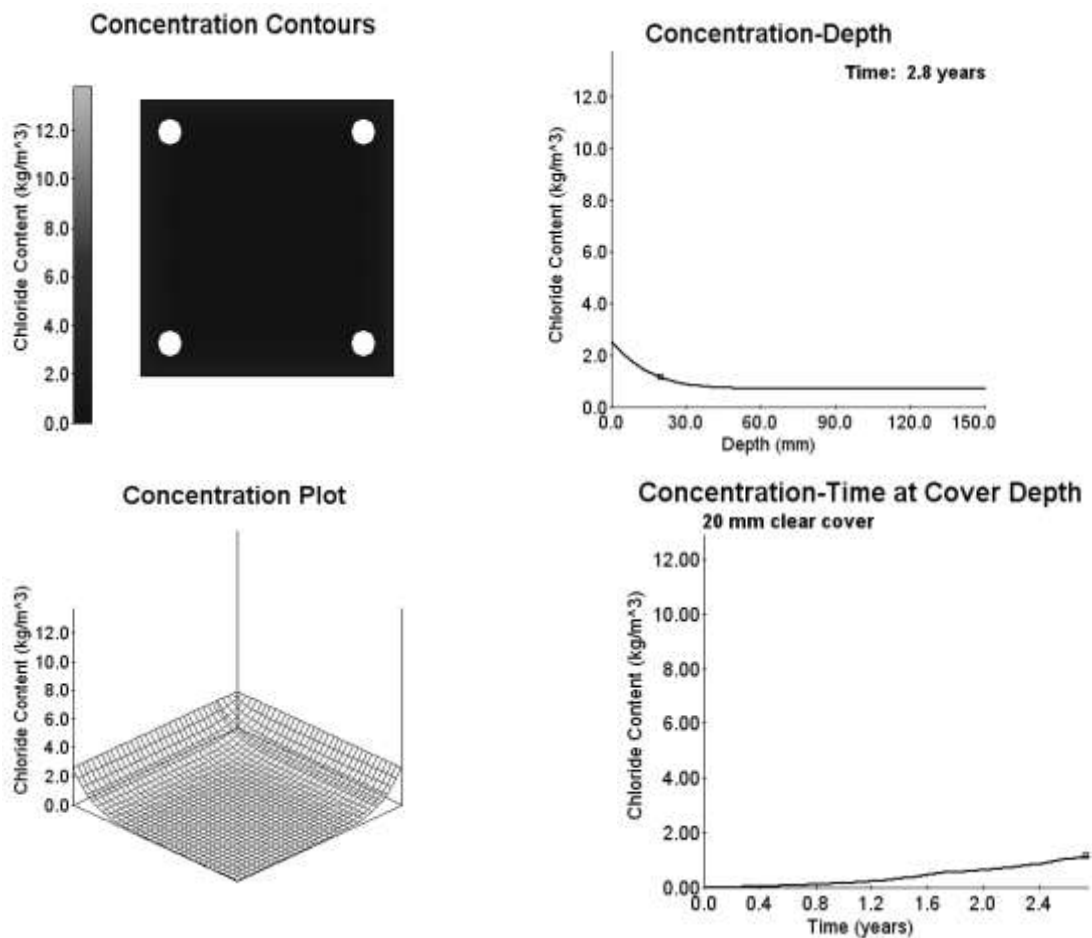 Concentration Contours
Chloride Content (kg/m^3)
12.0
10.0
8.0
6.0
4.0
2.0
0.0
Concentration-Depth
Time: 2.8 years
Chloride Content (kg/m^3)
12.0
10.0
8.0
6.0
4.0
2.0
0.0
0.0 30.0 60.0 90.0 120.0 150.0
Depth (mm)
Concentration Plot
Chloride Content (kg/m^3)
12.0
10.0
8.0
6.0
4.0
2.0
0.0
Concentration-Time at Cover Depth
20 mm clear cover
Chloride Content (kg/m^3)
12.00
10.00
8.00
6.00
4.00
2.00
0.00
0.0 0.4 0.8 1.2 1.6 2.0 2.4
Time (years)